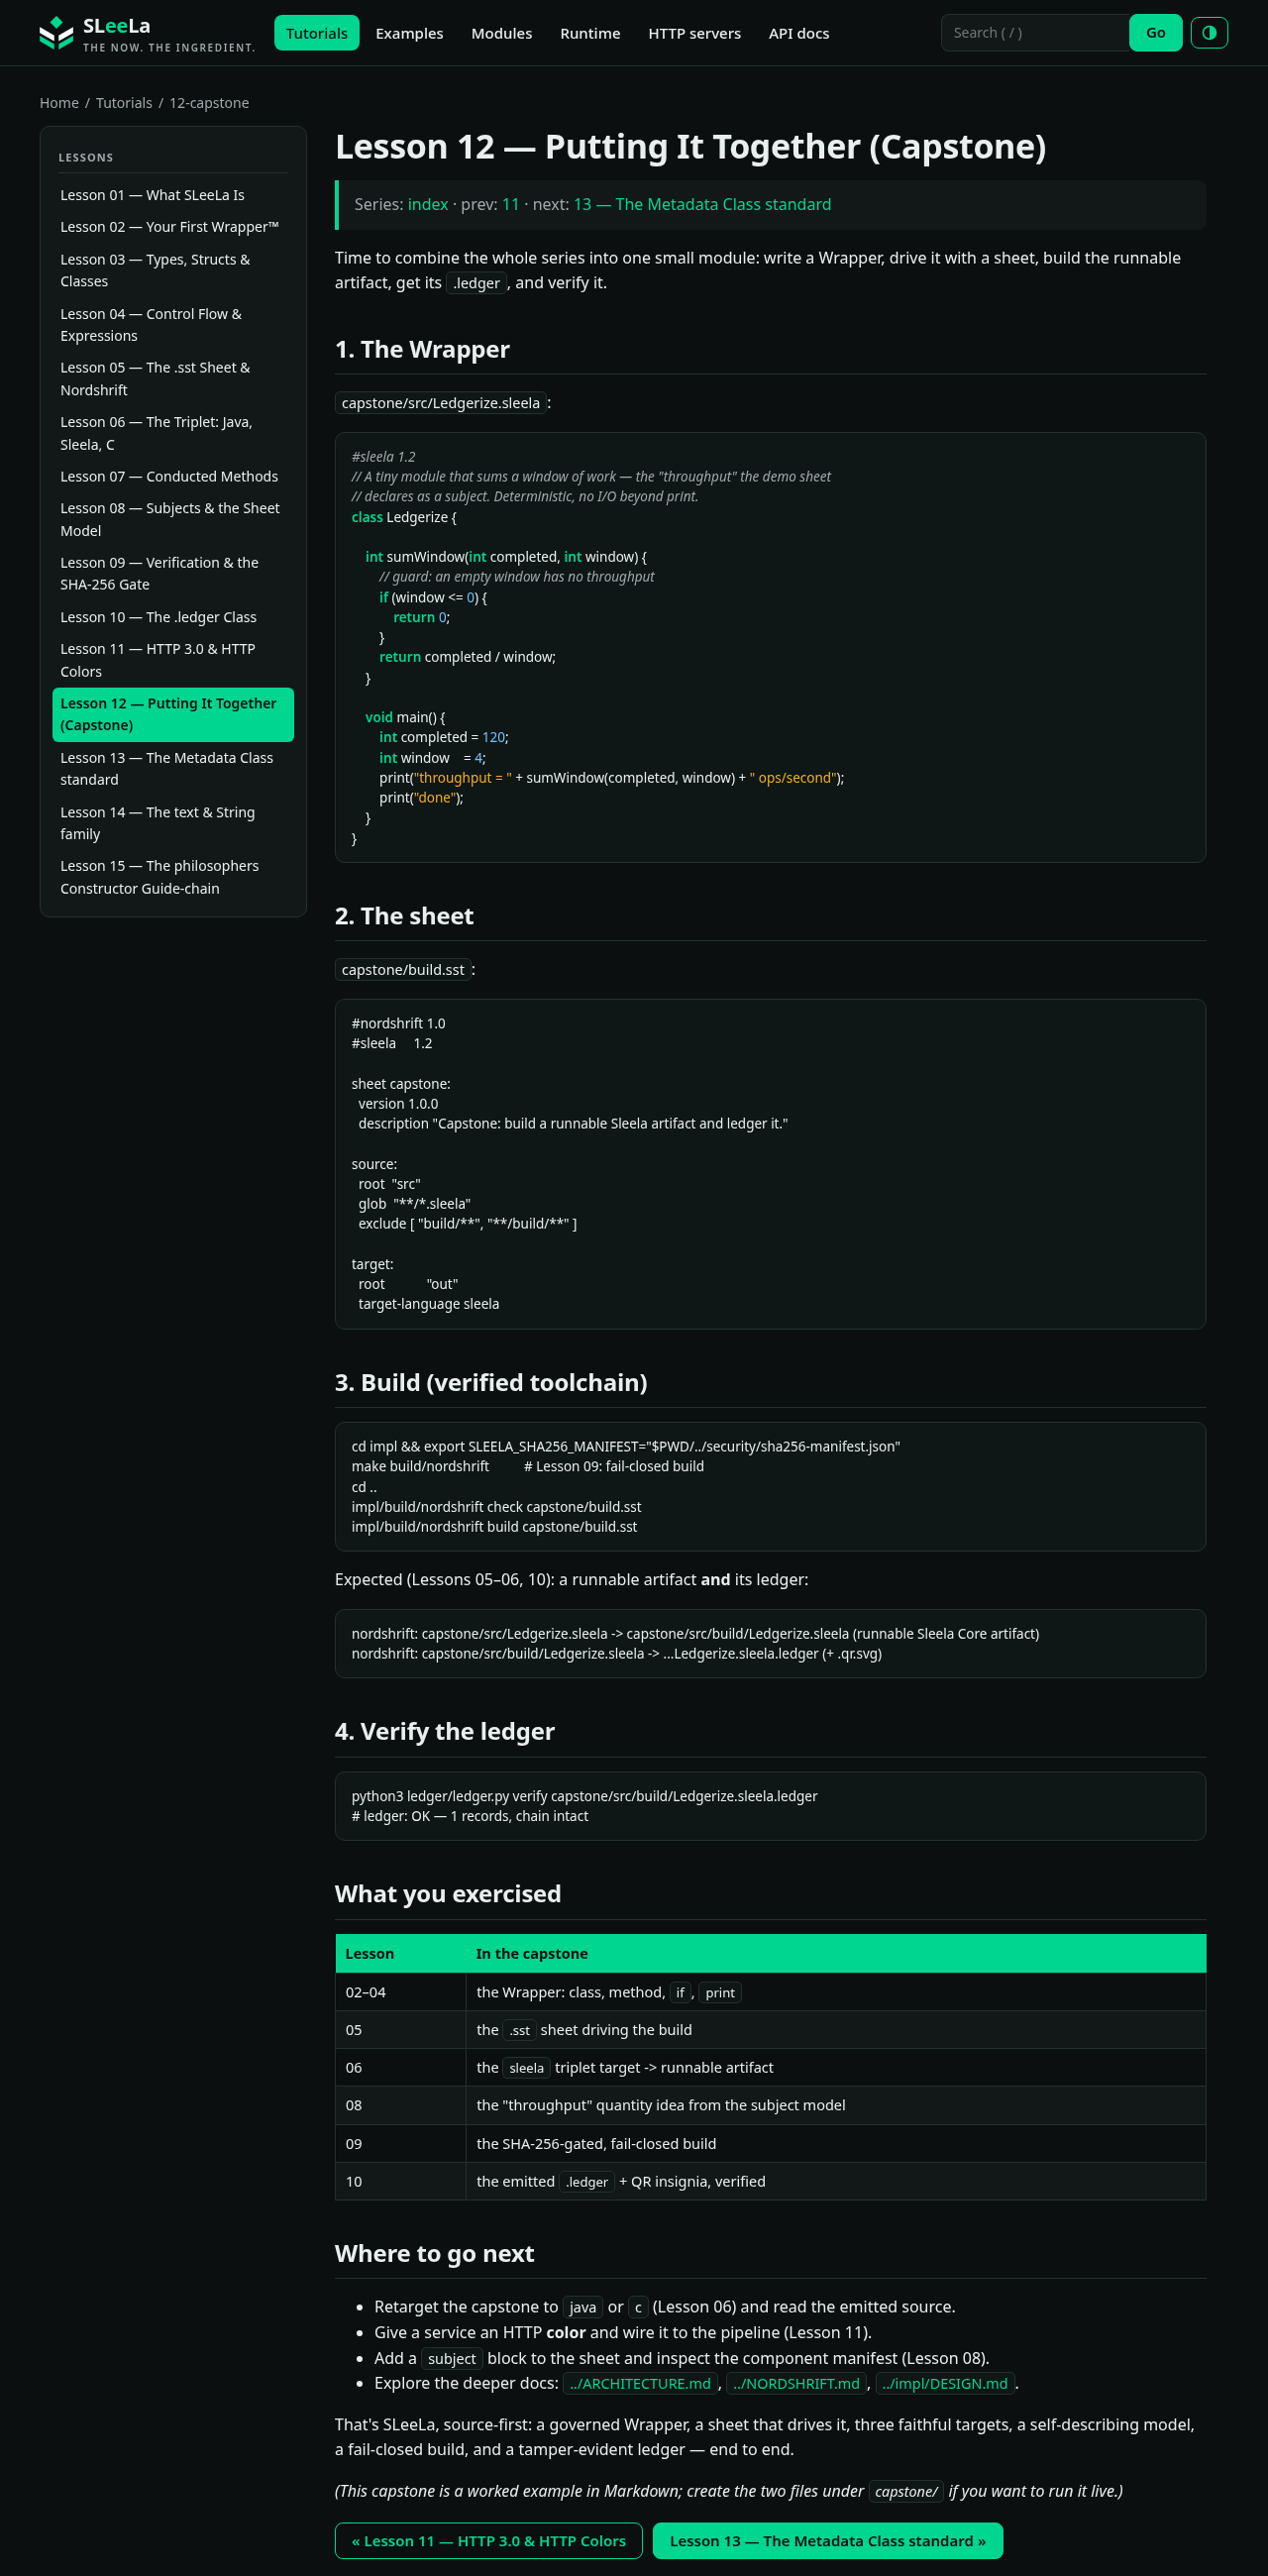 SLeeLa
THE NOW. THE INGREDIENT.
Tutorials
Examples
Modules
Runtime
HTTP servers
API docs
Search ( / )
Go
Home / Tutorials / 12-capstone
LESSONS
Lesson 01 — What SLeeLa Is
Lesson 02 — Your First Wrapper™
Lesson 03 — Types, Structs &
Classes
Lesson 04 — Control Flow &
Expressions
Lesson 05 — The .sst Sheet &
Nordshrift
Lesson 06 — The Triplet: Java,
Sleela, C
Lesson 07 — Conducted Methods
Lesson 08 — Subjects & the Sheet
Model
Lesson 09 — Verification & the
SHA-256 Gate
Lesson 10 — The .ledger Class
Lesson 11 — HTTP 3.0 & HTTP
Colors
Lesson 12 — Putting It Together
(Capstone)
Lesson 13 — The Metadata Class
standard
Lesson 14 — The text & String
family
Lesson 15 — The philosophers
Constructor Guide-chain
Lesson 12 — Putting It Together (Capstone)
Series: index · prev: 11 · next: 13 — The Metadata Class standard
Time to combine the whole series into one small module: write a Wrapper, drive it with a sheet, build the runnable
artifact, get its .ledger, and verify it.
1. The Wrapper
capstone/src/Ledgerize.sleela:
#sleela 1.2
// A tiny module that sums a window of work — the "throughput" the demo sheet
// declares as a subject. Deterministic, no I/O beyond print.
class Ledgerize {
int sumWindow(int completed, int window) {
// guard: an empty window has no throughput
if (window <= 0) {
return 0;
}
return completed / window;
}
void main() {
int completed = 120;
int window    = 4;
print("throughput = " + sumWindow(completed, window) + " ops/second");
print("done");
}
}
2. The sheet
capstone/build.sst:
#nordshrift 1.0
#sleela     1.2
sheet capstone:
version 1.0.0
description "Capstone: build a runnable Sleela artifact and ledger it."
source:
root  "src"
glob  "**/*.sleela"
exclude [ "build/**", "**/build/**" ]
target:
root            "out"
target-language sleela
3. Build (verified toolchain)
cd impl && export SLEELA_SHA256_MANIFEST="$PWD/../security/sha256-manifest.json"
make build/nordshrift          # Lesson 09: fail-closed build
cd ..
impl/build/nordshrift check capstone/build.sst
impl/build/nordshrift build capstone/build.sst
Expected (Lessons 05–06, 10): a runnable artifact and its ledger:
nordshrift: capstone/src/Ledgerize.sleela -> capstone/src/build/Ledgerize.sleela (runnable Sleela Core artifact)
nordshrift: capstone/src/build/Ledgerize.sleela -> ...Ledgerize.sleela.ledger (+ .qr.svg)
4. Verify the ledger
python3 ledger/ledger.py verify capstone/src/build/Ledgerize.sleela.ledger
# ledger: OK — 1 records, chain intact
What you exercised
Lesson In the capstone
02–04 the Wrapper: class, method, if, print
05 the .sst sheet driving the build
06 the sleela triplet target -> runnable artifact
08 the "throughput" quantity idea from the subject model
09 the SHA-256-gated, fail-closed build
10 the emitted .ledger + QR insignia, verified
Where to go next
• Retarget the capstone to java or c (Lesson 06) and read the emitted source.
• Give a service an HTTP color and wire it to the pipeline (Lesson 11).
• Add a subject block to the sheet and inspect the component manifest (Lesson 08).
• Explore the deeper docs: ../ARCHITECTURE.md, ../NORDSHRIFT.md, ../impl/DESIGN.md.
That's SLeeLa, source-first: a governed Wrapper, a sheet that drives it, three faithful targets, a self-describing model,
a fail-closed build, and a tamper-evident ledger — end to end.
(This capstone is a worked example in Markdown; create the two files under capstone/ if you want to run it live.)
« Lesson 11 — HTTP 3.0 & HTTP Colors
Lesson 13 — The Metadata Class standard »